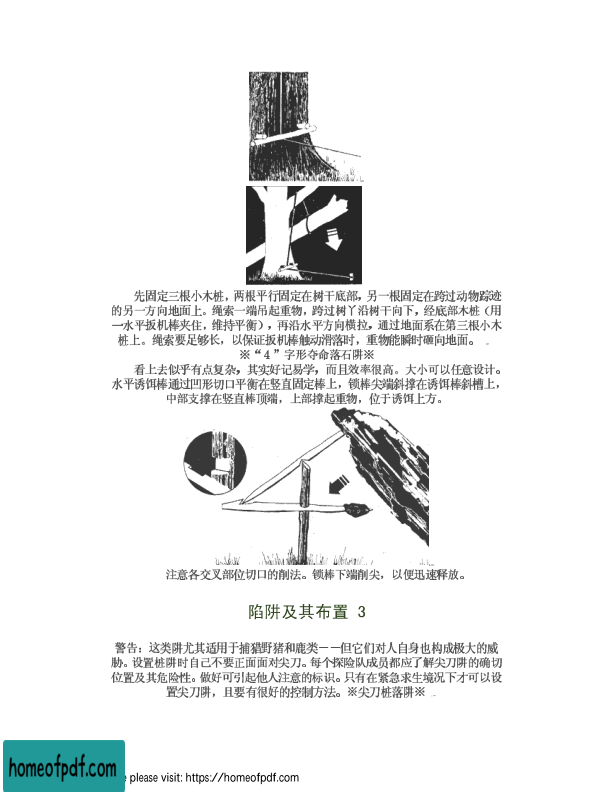 先固定三根小木桩，两根平行固定在树干底部，另一根固定在跨过动物踪迹
的另一方向地面上。绳索一端吊起重物，跨过树丫沿树干向下，经底部木桩（用
一水平扳机棒夹住，维持平衡），再沿水平方向横拉，通过地面系在第三根小木
桩上。绳索要足够长，以保证扳机棒触动滑落时，重物能瞬时砸向地面。
※“4”字形夺命落石阱※
看上去似乎有点复杂，其实好记易学，而且效率很高。大小可以任意设计。
水平诱饵棒通过凹形切口平衡在竖直固定棒上，锁棒尖端斜撑在诱饵棒斜槽上，
中部支撑在竖直棒顶端，上部撑起重物，位于诱饵上方。
注意各交叉部位切口的削法。锁棒下端削尖，以便迅速释放。
陷阱及其布置 3
警告：这类阱尤其适用于捕猎野猪和鹿类－－但它们对人自身也构成极大的威
胁。设置桩阱时自己不要正面面对尖刀。每个探险队成员都应了解尖刀阱的确切
位置及其危险性。做好可引起他人注意的标识。只有在紧急求生境况下才可以设
置尖刀阱，且要有很好的控制方法。※尖刀桩落阱※
homeofpdf.com
please visit: https://homeofpdf.com